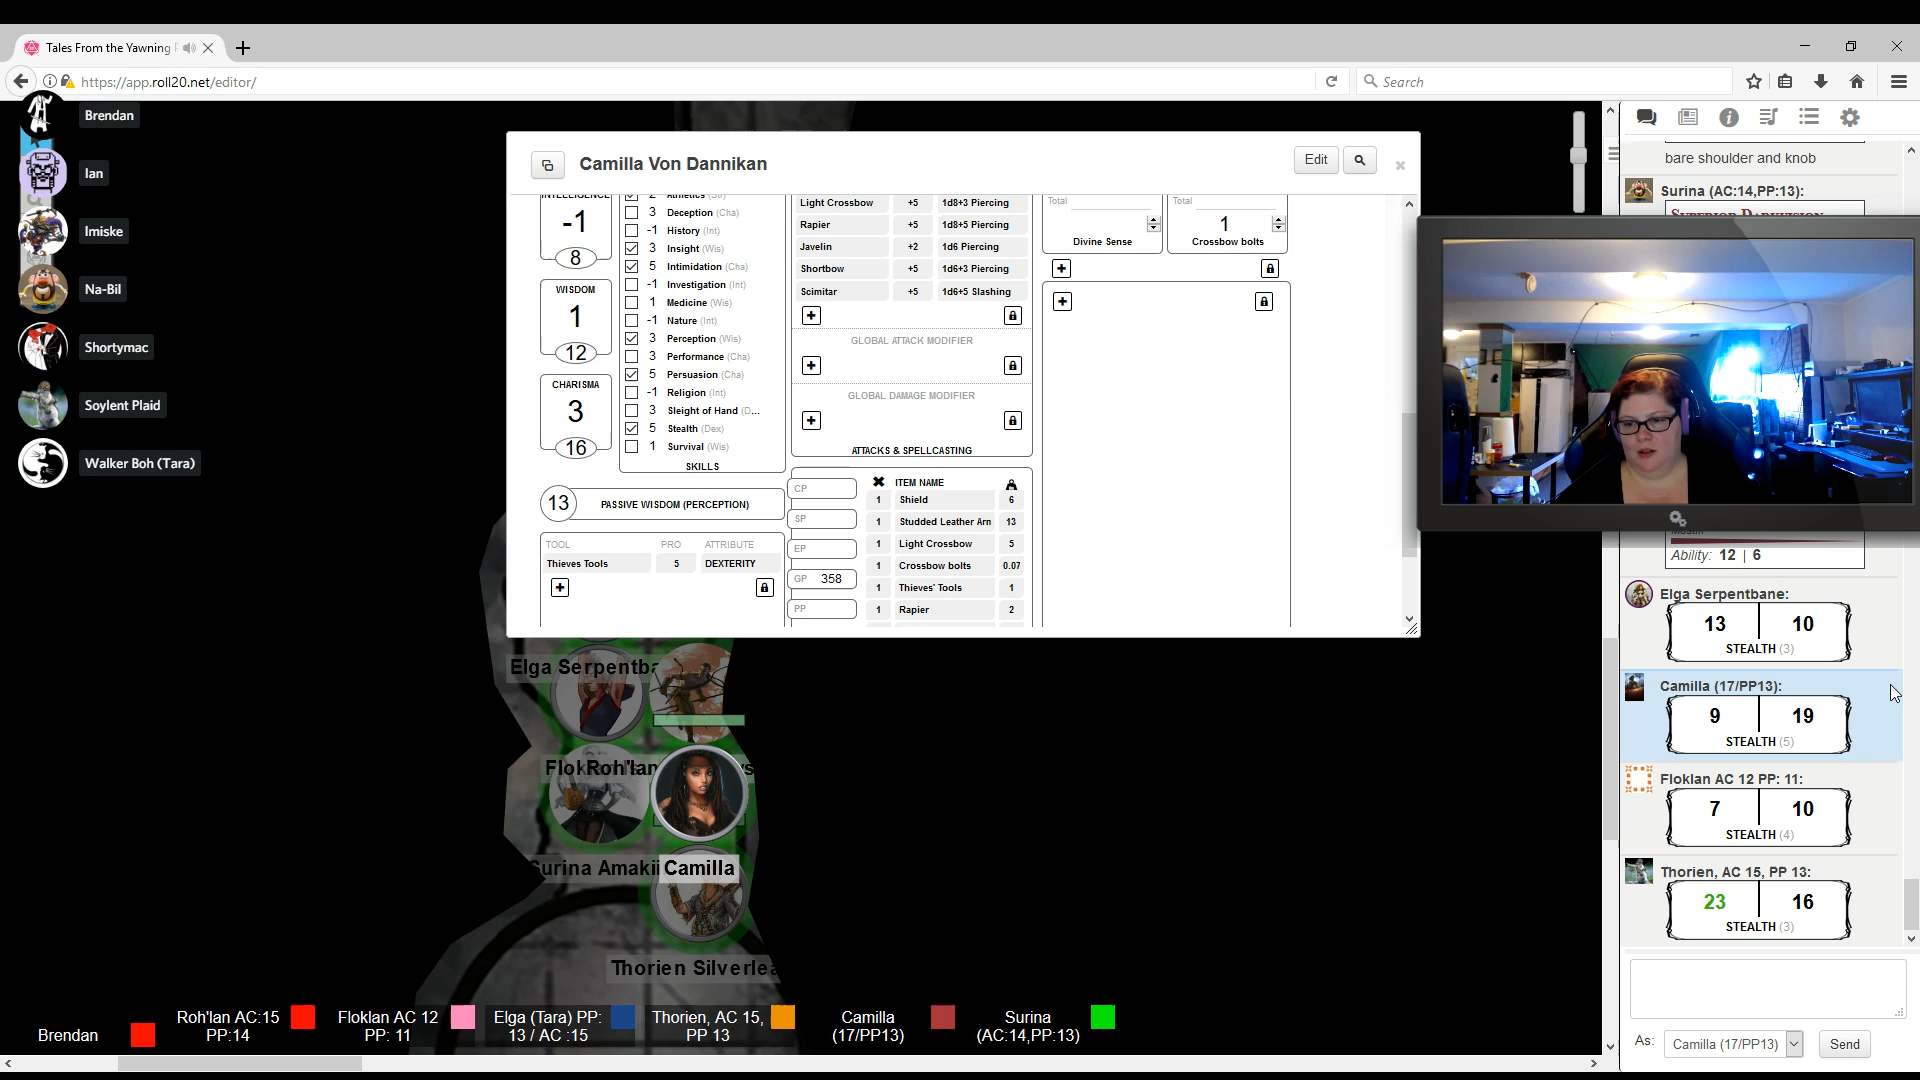 Tales From the Yawning
https://app.roll20.net/editor/
Search
Brendan
Ian
Imiske
Na-Bil
Shortymac
Soylent Plaid
Walker Boh (Tara)
Camilla Von Dannikan
Edit
INTELLIGENCE
-1
8
WISDOM
1
12
CHARISMA
3
16
2 Athletics (Str)
3 Deception (Cha)
-1 History (Int)
3 Insight (Wis)
5 Intimidation (Cha)
-1 Investigation (Int)
1 Medicine (Wis)
-1 Nature (Int)
3 Perception (Wis)
3 Performance (Cha)
5 Persuasion (Cha)
-1 Religion (Int)
3 Sleight of Hand (D...
5 Stealth (Dex)
1 Survival (Wis)
SKILLS
13 PASSIVE WISDOM (PERCEPTION)
TOOL PRO ATTRIBUTE
Thieves Tools 5 DEXTERITY
Light Crossbow +5 1d8+3 Piercing
Rapier +5 1d8+5 Piercing
Javelin +2 1d6 Piercing
Shortbow +5 1d6+3 Piercing
Scimitar +5 1d6+5 Slashing
GLOBAL ATTACK MODIFIER
GLOBAL DAMAGE MODIFIER
ATTACKS & SPELLCASTING
CP
SP
EP
GP 358
PP
ITEM NAME
1 Shield 6
1 Studded Leather Arn 13
1 Light Crossbow 5
1 Crossbow bolts 0.07
1 Thieves' Tools 1
1 Rapier 2
Total
Divine Sense
Total
1
Crossbow bolts
bare shoulder and knob
Surina (AC:14,PP:13):
SUPERIOR DARKVISION
Ability: 12 | 6
Elga Serpentbane:
13 10
STEALTH (3)
Camilla (17/PP13):
9 19
STEALTH (5)
Floklan AC 12 PP: 11:
7 10
STEALTH (4)
Thorien, AC 15, PP 13:
23 16
STEALTH (3)
As: Camilla (17/PP13) Send
Elga Serpentba
Roh'lan
Surina Amakii
Camilla
Thorien Silverlea
Brendan
Roh'lan AC:15
PP:14
Floklan AC 12
PP: 11
Elga (Tara) PP:
13 / AC :15
Thorien, AC 15,
PP 13
Camilla
(17/PP13)
Surina
(AC:14,PP:13)